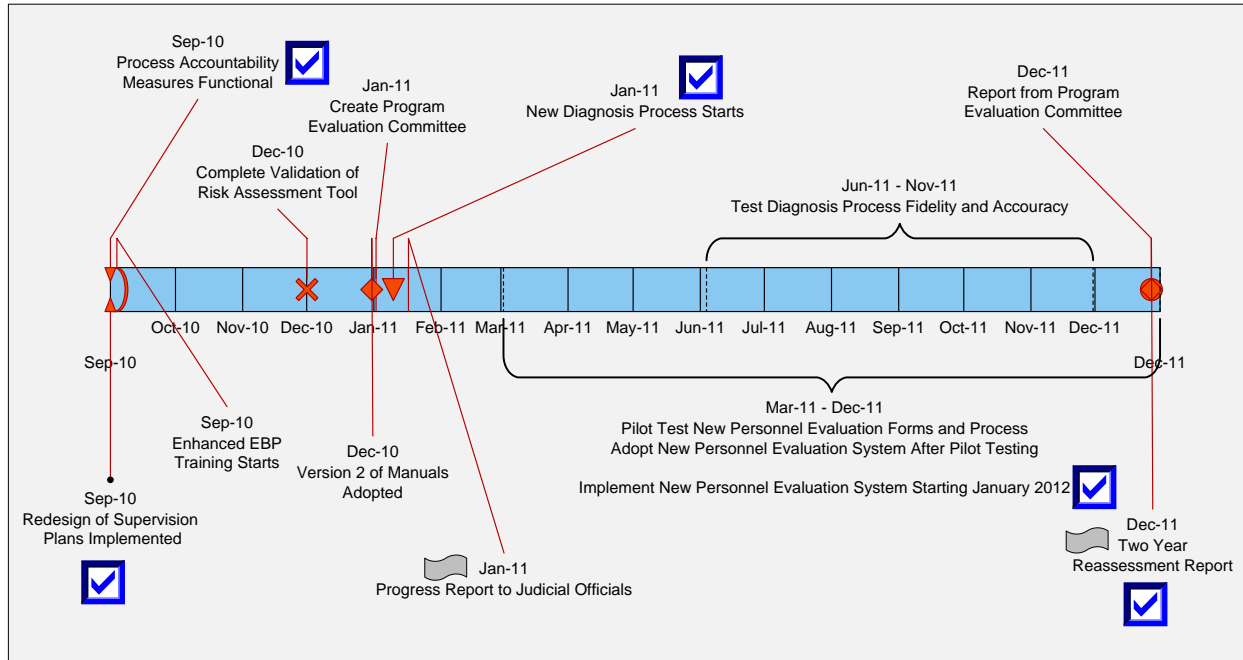 Sep-10
Process Accountability
Measures Functional
Jan-11
Create Program
Evaluation Committee
Dec-10
Complete Validation of
Risk Assessment Tool
Jan-11
New Diagnosis Process Starts
Dec-11
Report from Program
Evaluation Committee
Jun-11 - Nov-11
Test Diagnosis Process Fidelity and Accouracy
Oct-10 Nov-10 Dec-10 Jan-11 Feb-11 Mar-11 Apr-11 May-11 Jun-11 Jul-11 Aug-11 Sep-11 Oct-11 Nov-11 Dec-11
Sep-10 Dec-11
Sep-10
Enhanced EBP
Training Starts
Sep-10
Redesign of Supervision
Plans Implemented
Dec-10
Version 2 of Manuals
Adopted
Jan-11
Progress Report to Judicial Officials
Mar-11 - Dec-11
Pilot Test New Personnel Evaluation Forms and Process
Adopt New Personnel Evaluation System After Pilot Testing
Implement New Personnel Evaluation System Starting January 2012
Dec-11
Two Year
Reassessment Report